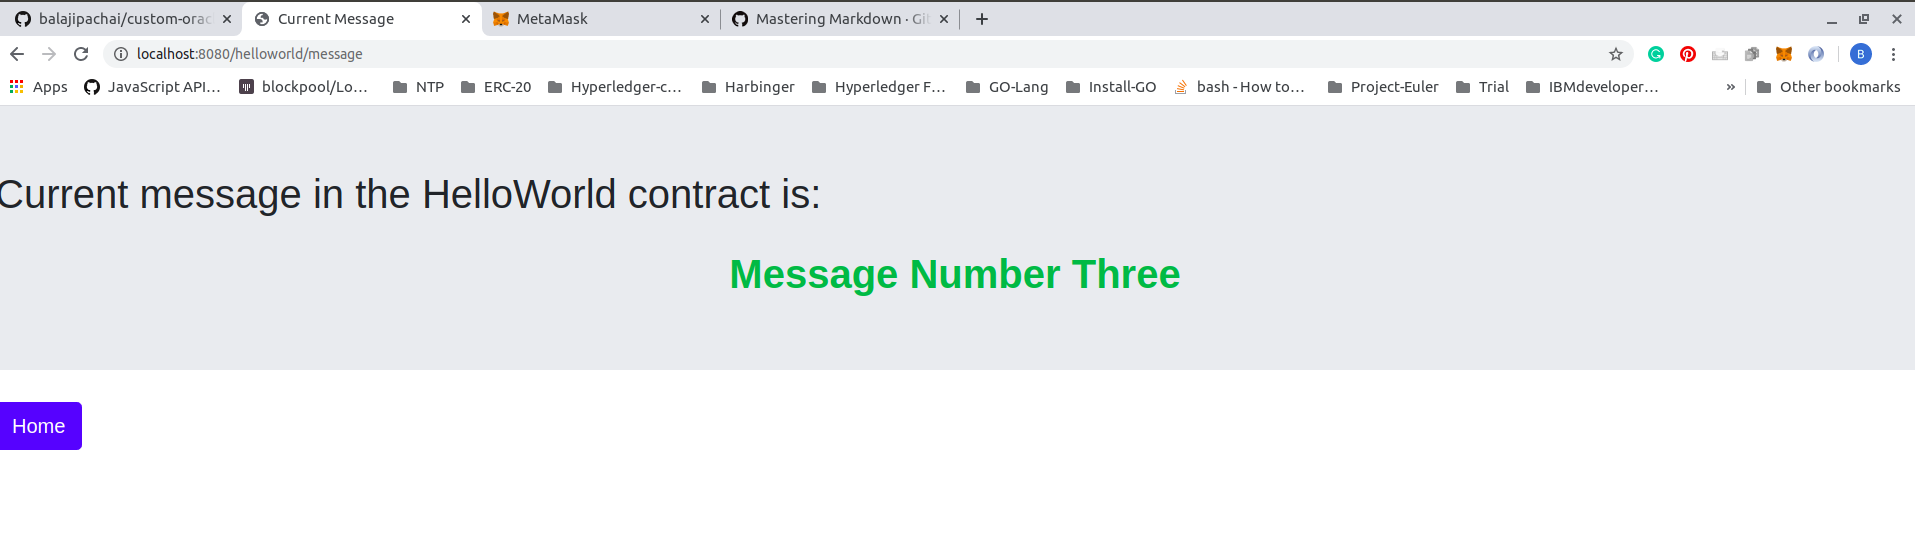 balajipachai/custom-orac Current Message MetaMask Mastering Markdown · Git
localhost:8080/helloworld/message B
Apps JavaScript API… blockpool/Lo… NTP ERC-20 Hyperledger-c… Harbinger Hyperledger F… GO-Lang Install-GO bash - How to… Project-Euler Trial IBMdeveloper… » Other bookmarks
Current message in the HelloWorld contract is:
Message Number Three
Home